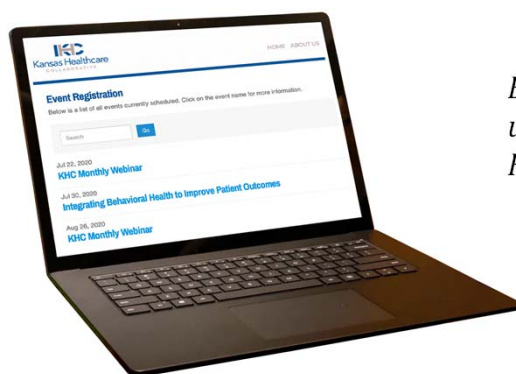 KHC
Kansas Healthcare
COLLABORATIVE
HOME ABOUT US
Event Registration
Below is a list of all events currently scheduled. Click on the event name for more information.
Search Go
Jul 22, 2020
KHC Monthly Webinar
Jul 30, 2020
Integrating Behavioral Health to Improve Patient Outcomes
Aug 26, 2020
KHC Monthly Webinar